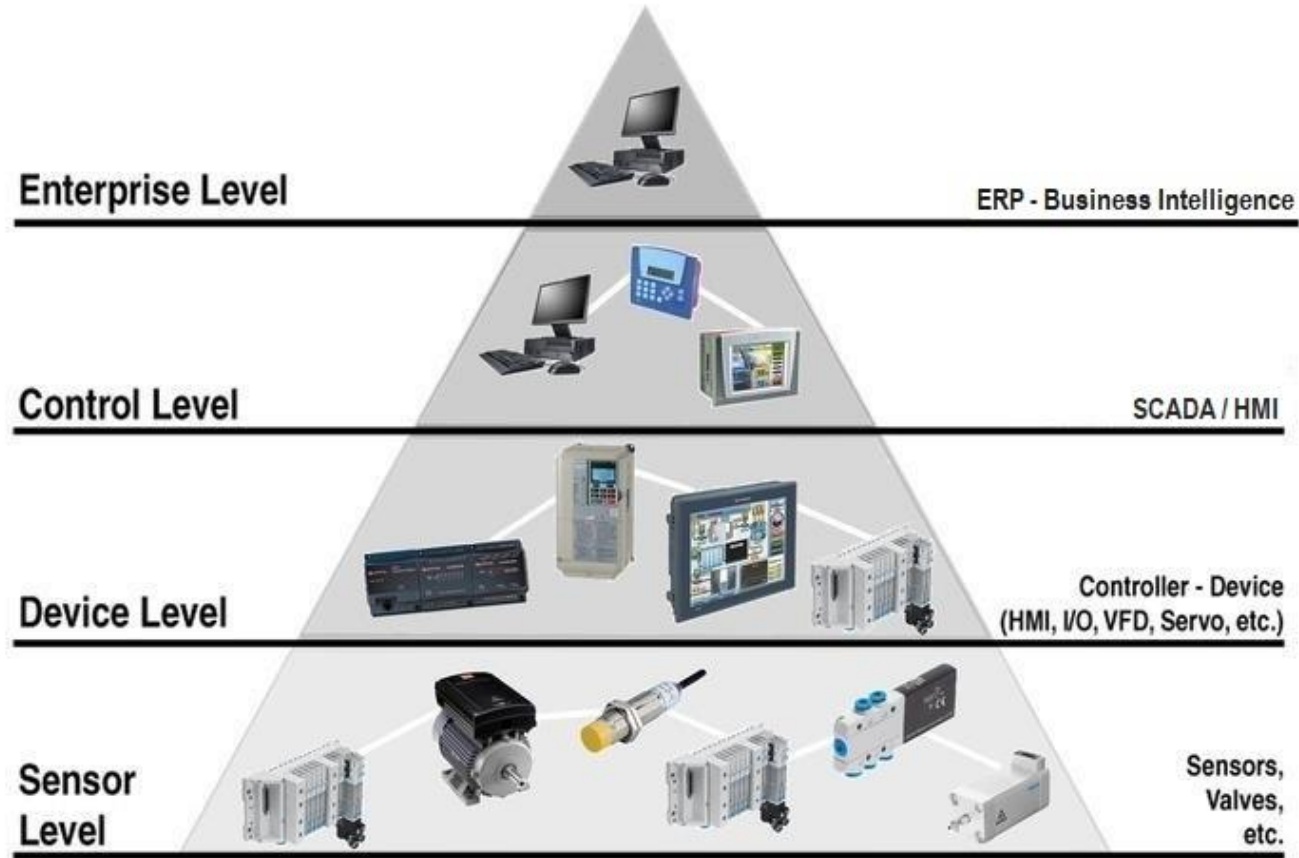 Enterprise Level
ERP - Business Intelligence
Control Level
SCADA / HMI
Device Level
Controller - Device
(HMI, I/O, VFD, Servo, etc.)
Sensor
Level
Sensors,
Valves,
etc.